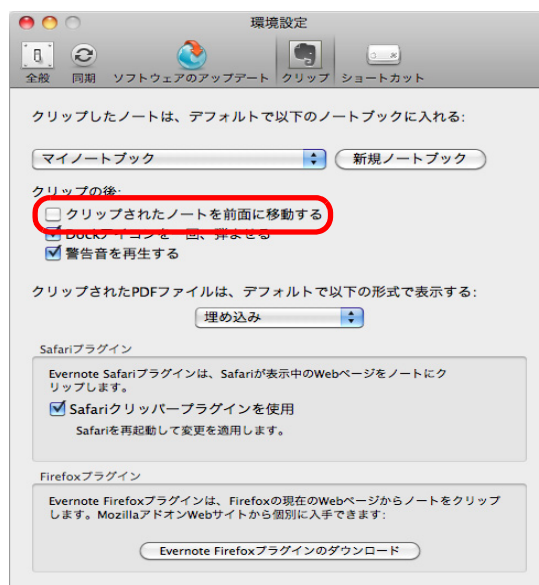 環境設定
全般 同期 ソフトウェアのアップデート クリップ ショートカット
クリップしたノートは、デフォルトで以下のノートブックに入れる:
マイノートブック 新規ノートブック
クリップの後:
クリップされたノートを前面に移動する
Dockアイコンを一回、弾ませる
警告音を再生する
クリップされたPDFファイルは、デフォルトで以下の形式で表示する:
埋め込み
Safariプラグイン
Evernote Safariプラグインは、Safariが表示中のWebページをノートにク
リップします。
Safariクリッパープラグインを使用
Safariを再起動して変更を適用します。
Firefoxプラグイン
Evernote Firefoxプラグインは、Firefoxの現在のWebページからノートをクリップ
します。MozillaアドオンWebサイトから個別に入手できます:
Evernote Firefoxプラグインのダウンロード